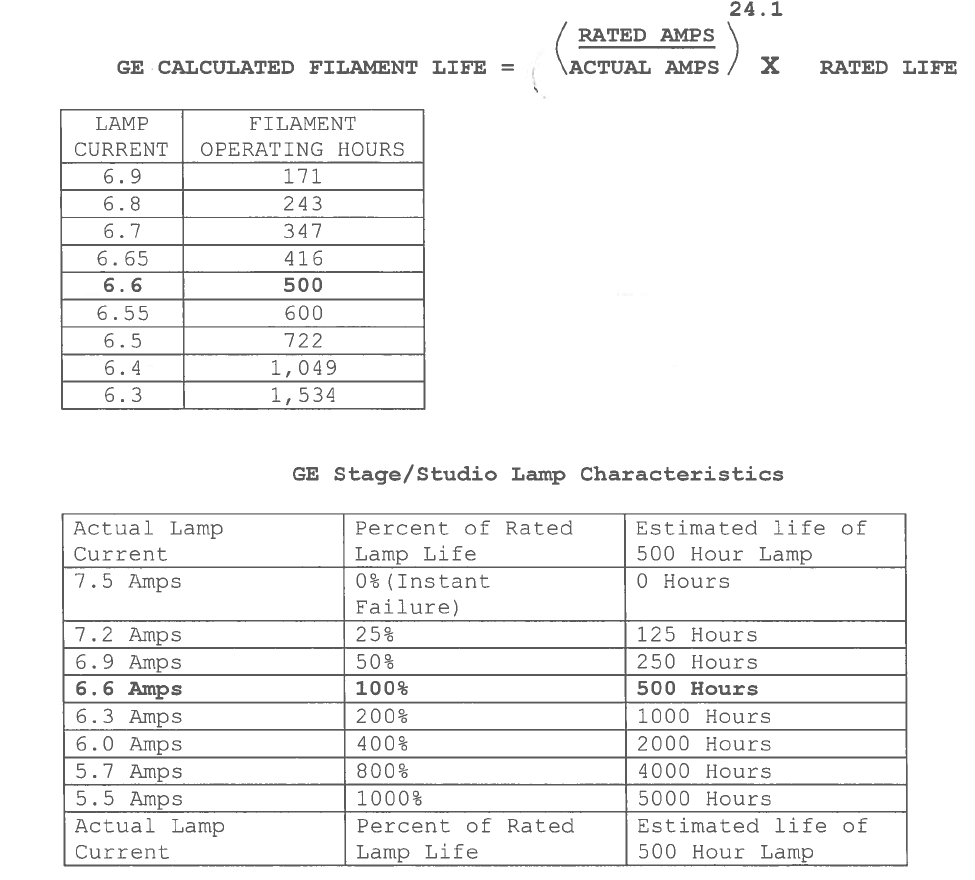 24.1
RATED AMPS
GE CALCULATED FILAMENT LIFE = ( ACTUAL AMPS ) X RATED LIFE
LAMP CURRENT FILAMENT OPERATING HOURS
6.9 171
6.8 243
6.7 347
6.65 416
6.6 500
6.55 600
6.5 722
6.4 1,049
6.3 1,534
GE Stage/Studio Lamp Characteristics
Actual Lamp Percent of Rated Estimated life of
Current Lamp Life 500 Hour Lamp
7.5 Amps 0%(Instant 0 Hours
Failure)
7.2 Amps 25% 125 Hours
6.9 Amps 50% 250 Hours
6.6 Amps 100% 500 Hours
6.3 Amps 200% 1000 Hours
6.0 Amps 400% 2000 Hours
5.7 Amps 800% 4000 Hours
5.5 Amps 1000% 5000 Hours
Actual Lamp Percent of Rated Estimated life of
Current Lamp Life 500 Hour Lamp